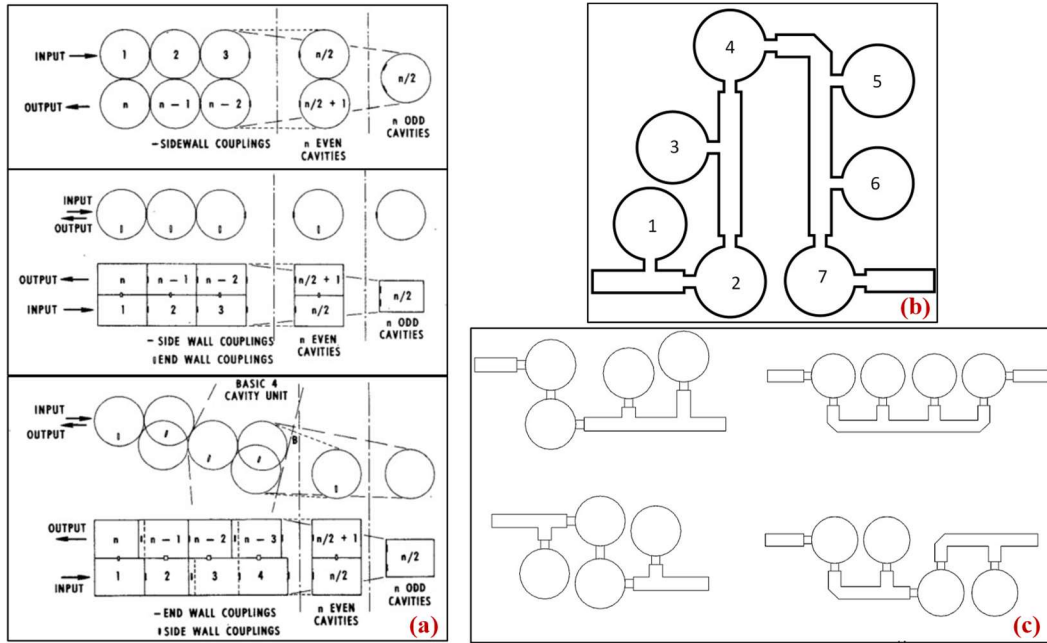 INPUT
1 2 3
n/2
n/2
OUTPUT
n n – 1 n – 2
n/2 + 1
– SIDEWALL COUPLINGS
n EVEN
CAVITIES
n ODD
CAVITIES
INPUT
OUTPUT
OUTPUT
n n – 1 n – 2
n/2 + 1
n/2
INPUT
1 2 3
n/2
– SIDE WALL COUPLINGS
END WALL COUPLINGS
n EVEN
CAVITIES
n ODD
CAVITIES
BASIC 4
CAVITY UNIT
INPUT
OUTPUT
B
OUTPUT
n n – 1 n – 2 n – 3
n/2 + 1
n/2
INPUT
1 2 3 4
n/2
– END WALL COUPLINGS
SIDE WALL COUPLINGS
n EVEN
CAVITIES
n ODD
CAVITIES
(a)
4
5
3
6
1
2
7
(b)
(c)